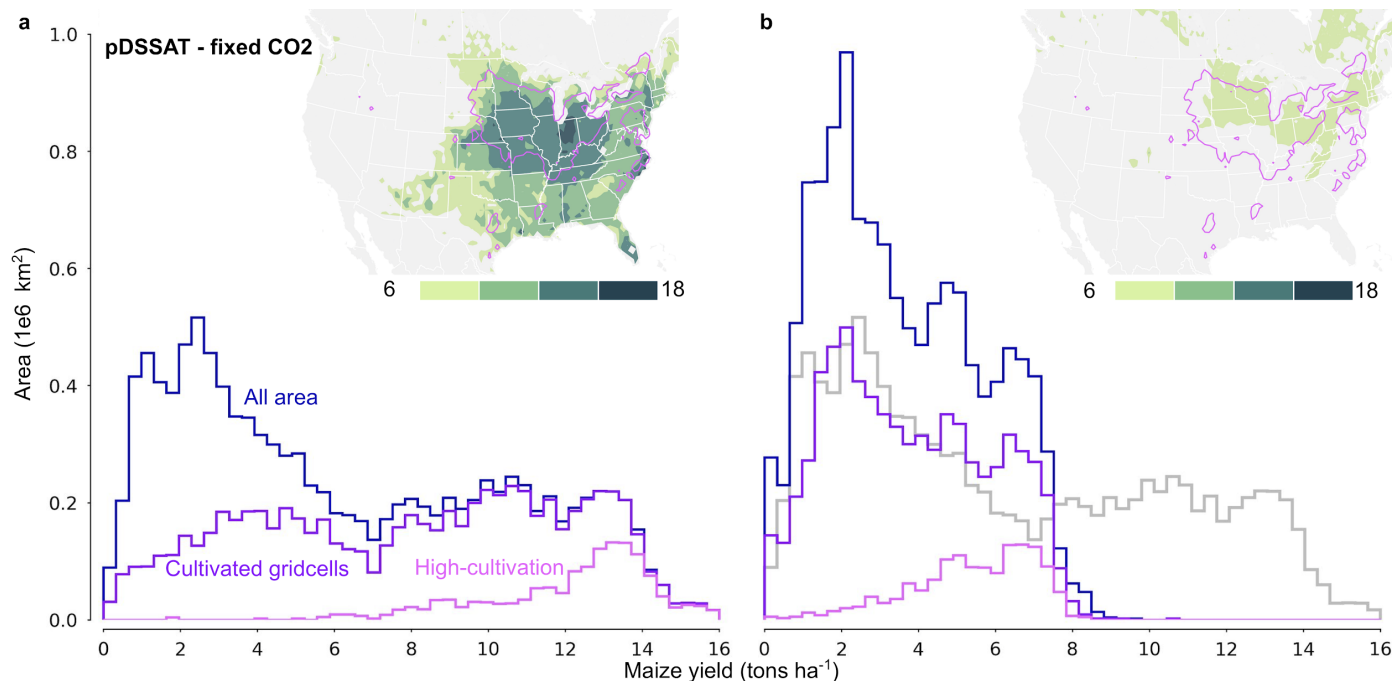 a
b
pDSSAT - fixed CO2
6 18
6 18
Area (1e6 km²)
1.0
0.8
0.6
0.4
0.2
0.0
All area
Cultivated gridcells
High-cultivation
0 2 4 6 8 10 12 14 16
0 2 4 6 8 10 12 14 16
Maize yield (tons ha⁻¹)